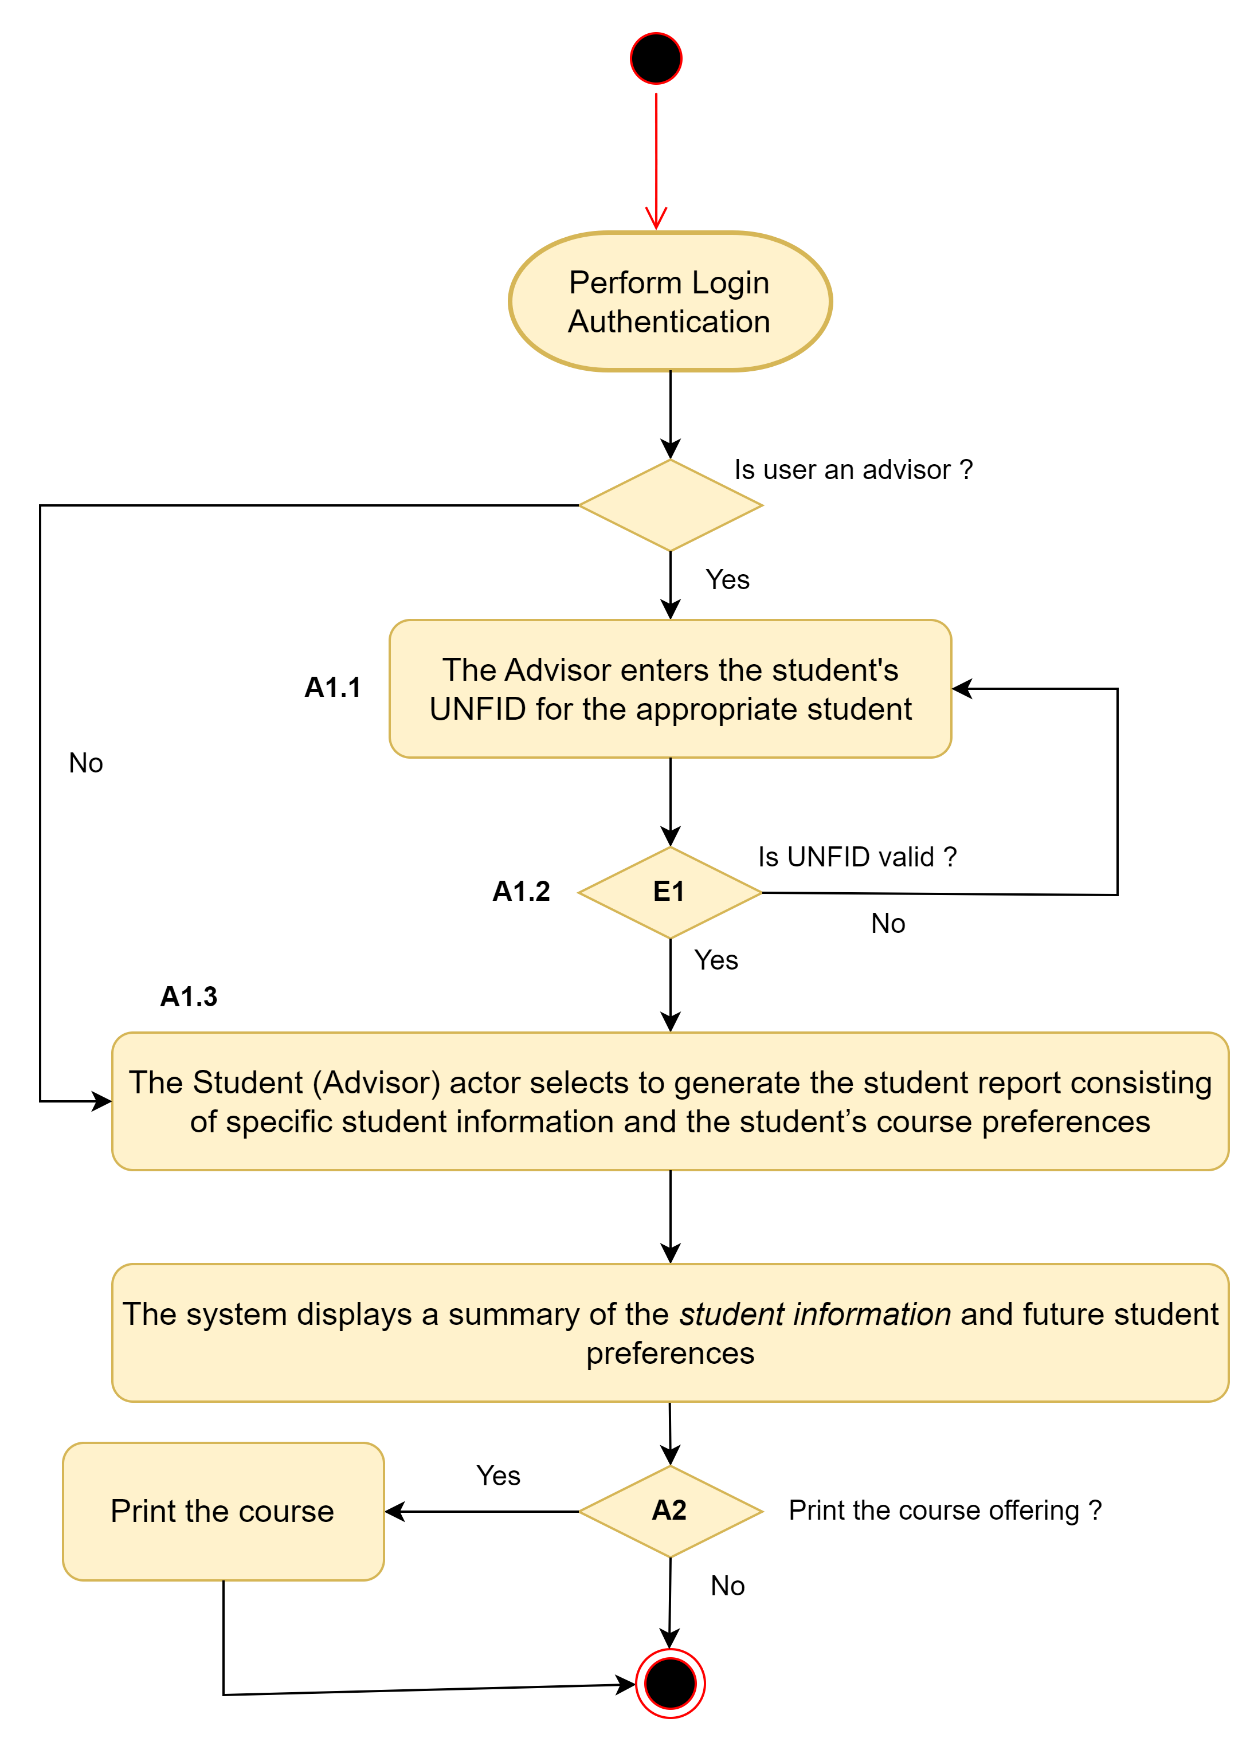 Perform Login
Authentication
Is user an advisor ?
Yes
The Advisor enters the student's
UNFID for the appropriate student
A1.1
No
Is UNFID valid ?
A1.2
E1
No
Yes
A1.3
The Student (Advisor) actor selects to generate the student report consisting
of specific student information and the student’s course preferences
The system displays a summary of the student information and future student
preferences
Yes
Print the course
A2
Print the course offering ?
No